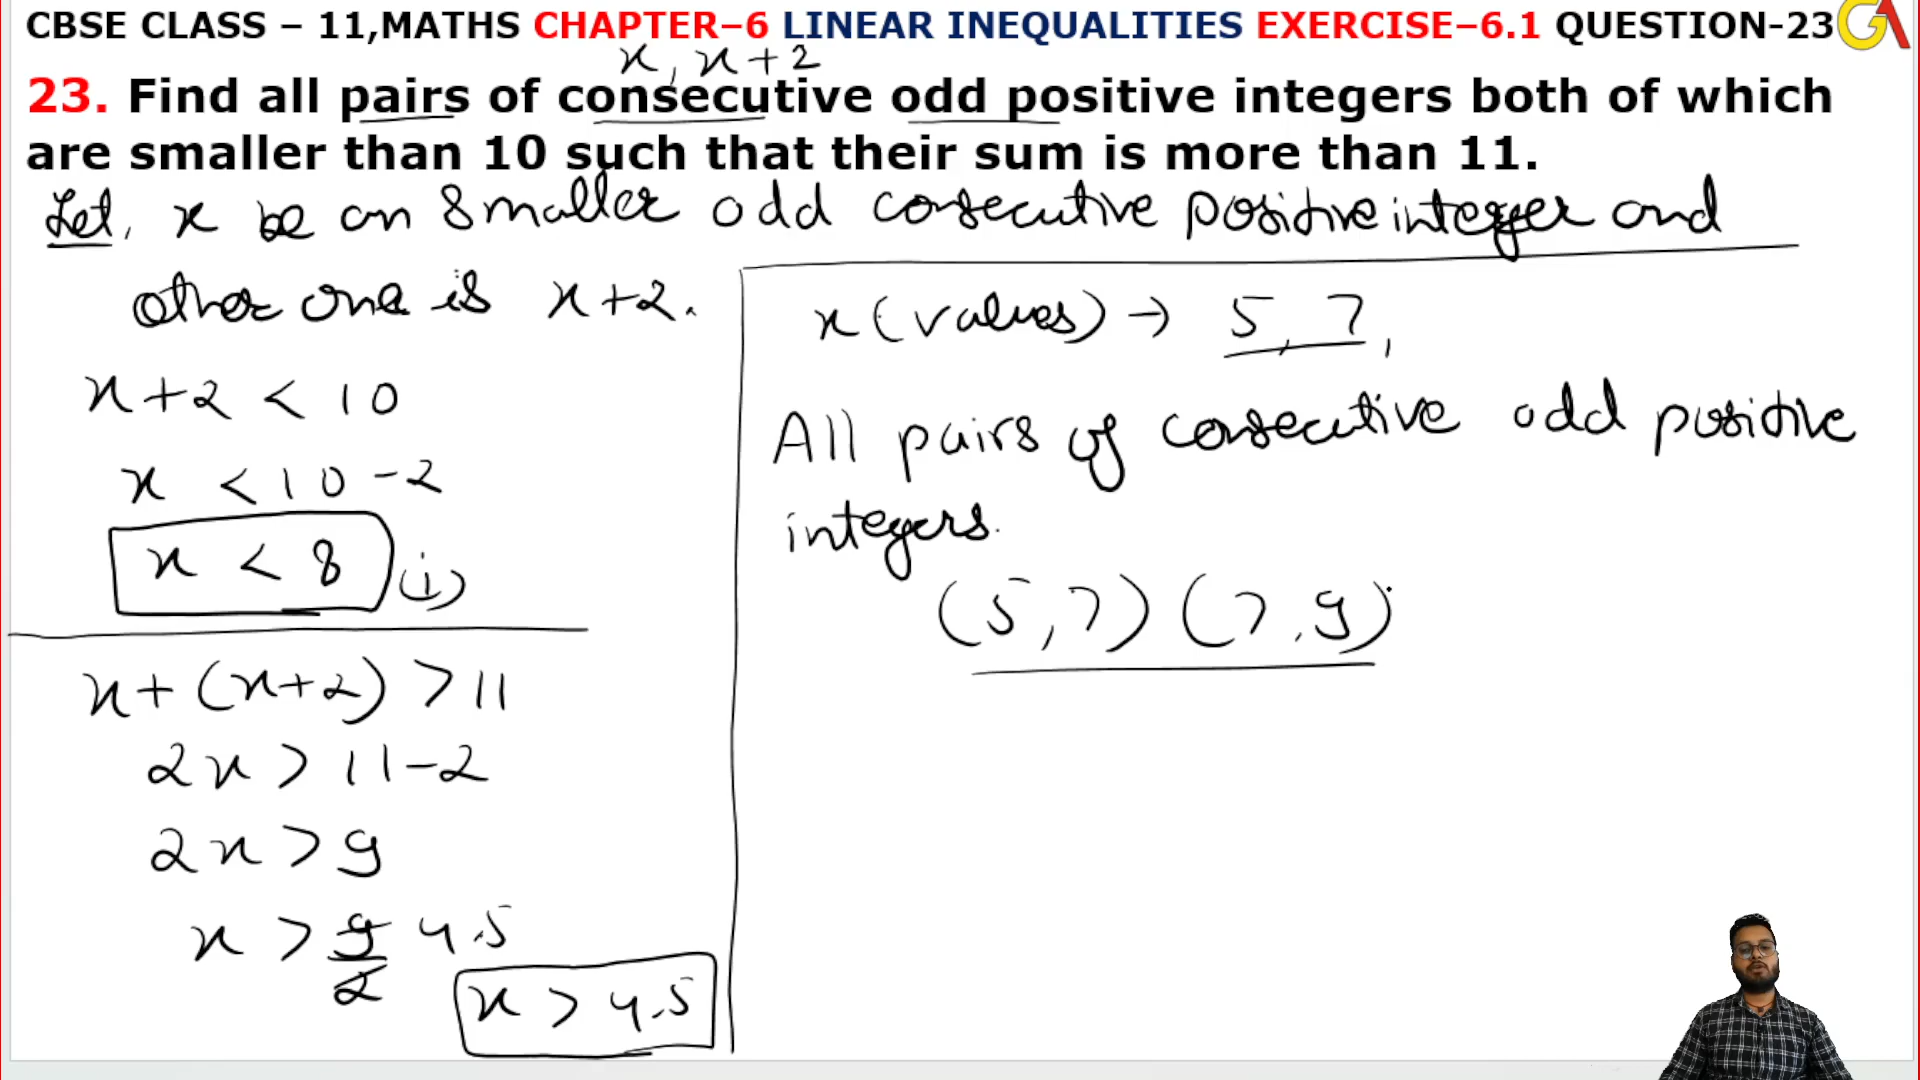 CBSE CLASS – 11,MATHS CHAPTER–6 LINEAR INEQUALITIES EXERCISE–6.1 QUESTION-23
x, x+2
23. Find all pairs of consecutive odd positive integers both of which
are smaller than 10 such that their sum is more than 11.
Let, x be an smaller odd consecutive positive integer and
other one is x+2.
x+2 < 10
x < 10-2
x < 8 (i)
x+(x+2) > 11
2x > 11-2
2x > 9
x > 9/2 4.5
x > 4.5
x (values) → 5, 7,
All pairs of consecutive odd positive
integers.
(5,7) (7,9)